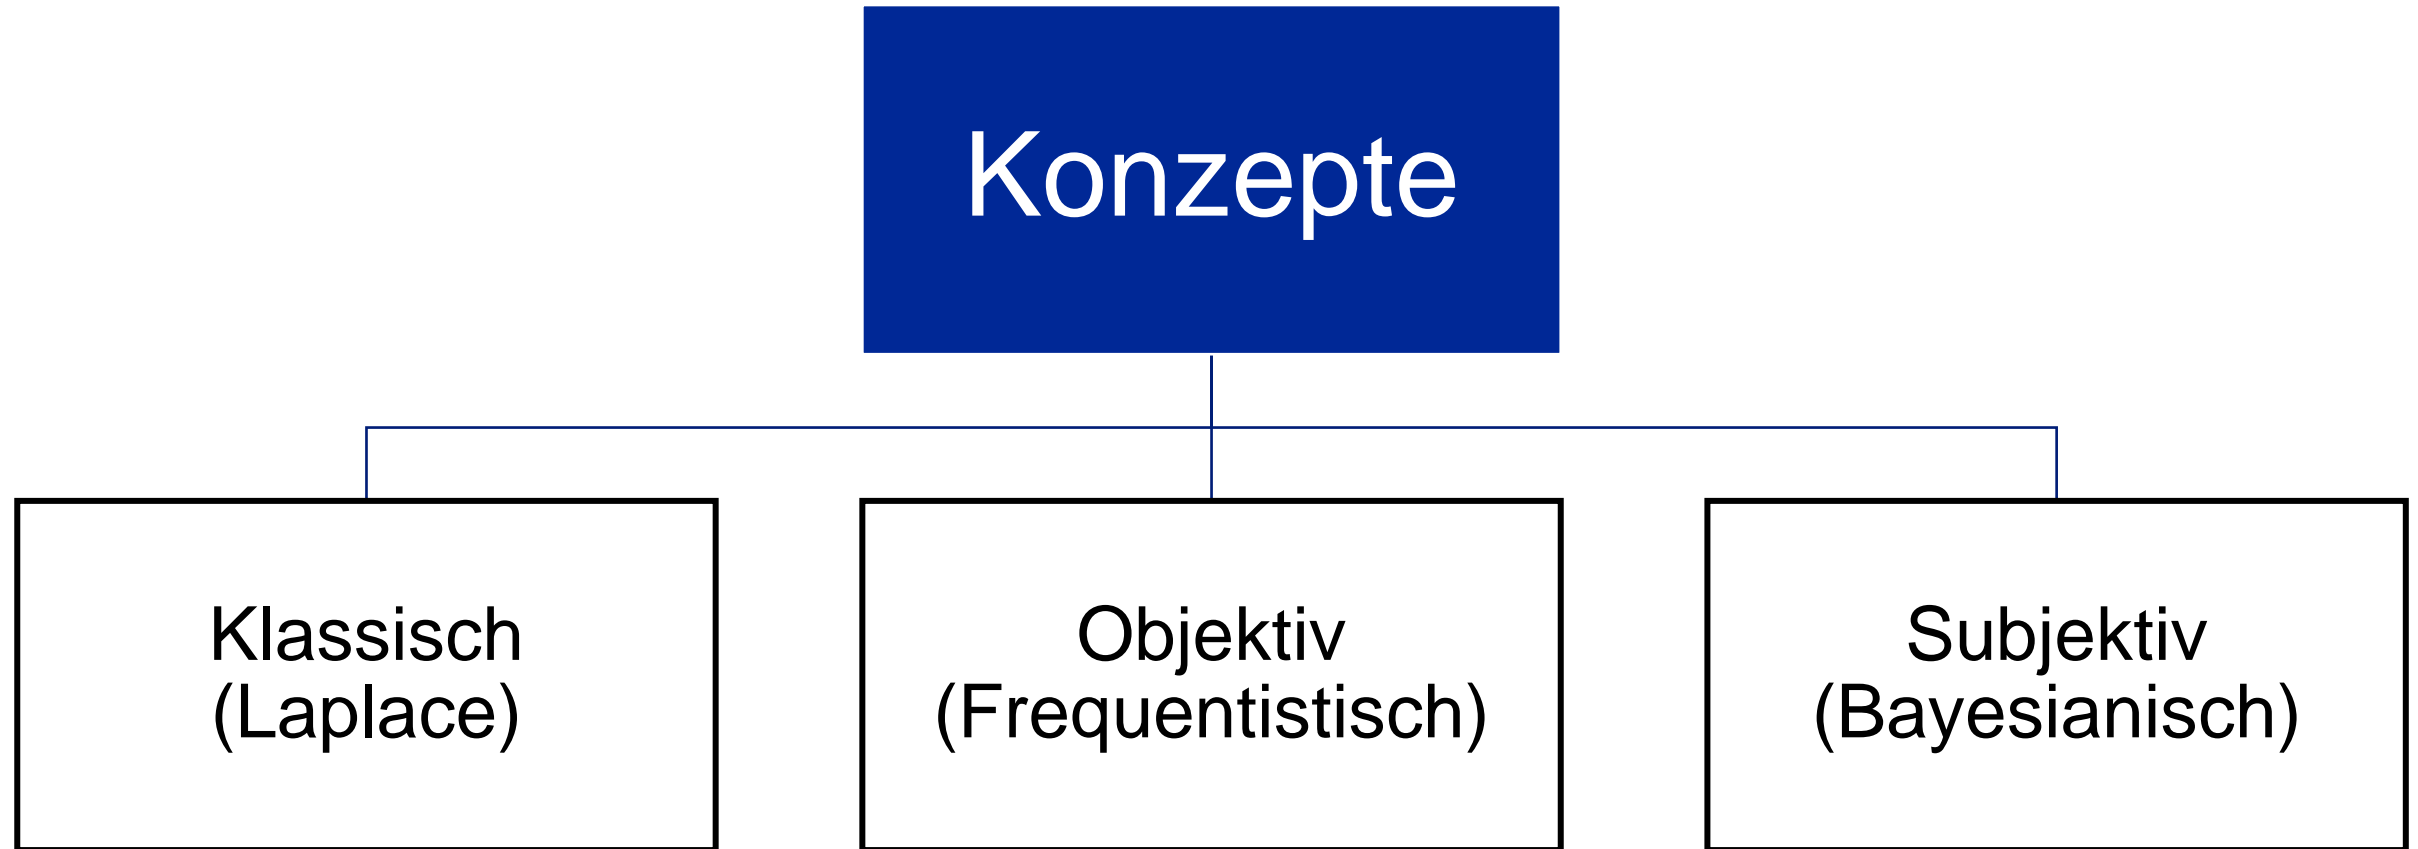 Konzepte
Klassisch
(Laplace)
Objektiv
(Frequentistisch)
Subjektiv
(Bayesianisch)